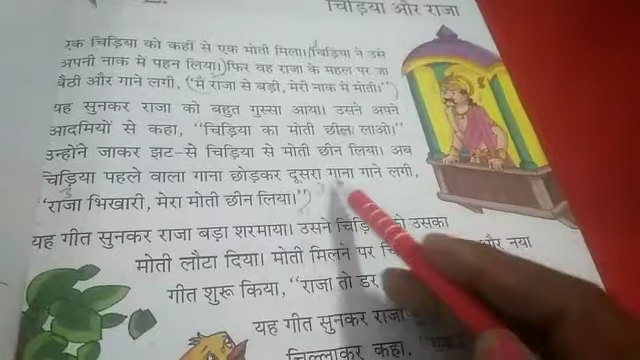 चिड़िया और राजा
एक चिड़िया को कहीं से एक मोती मिला। चिड़िया ने उसे
अपनी नाक में पहन लिया। फिर वह राजा के महल पर जा
बैठी और गाने लगी, "मैं राजा से बड़ी, मेरी नाक में मोती।"
यह सुनकर राजा को बहुत गुस्सा आया। उसने अपने
आदमियों से कहा, "चिड़िया का मोती छीन लाओ।"
उन्होंने जाकर झट-से चिड़िया से मोती छीन लिया। अब
चिड़िया पहले वाला गाना छोड़कर दूसरा गाना गाने लगी,
"राजा भिखारी, मेरा मोती छीन लिया।"
यह गीत सुनकर राजा बड़ा शरमाया। उसने उसका
मोती लौटा दिया। मोती मिलने पर और नया
गीत शुरू किया, "राजा तो डर
यह गीत सुनकर राजा
चिल्लाकर कहा,